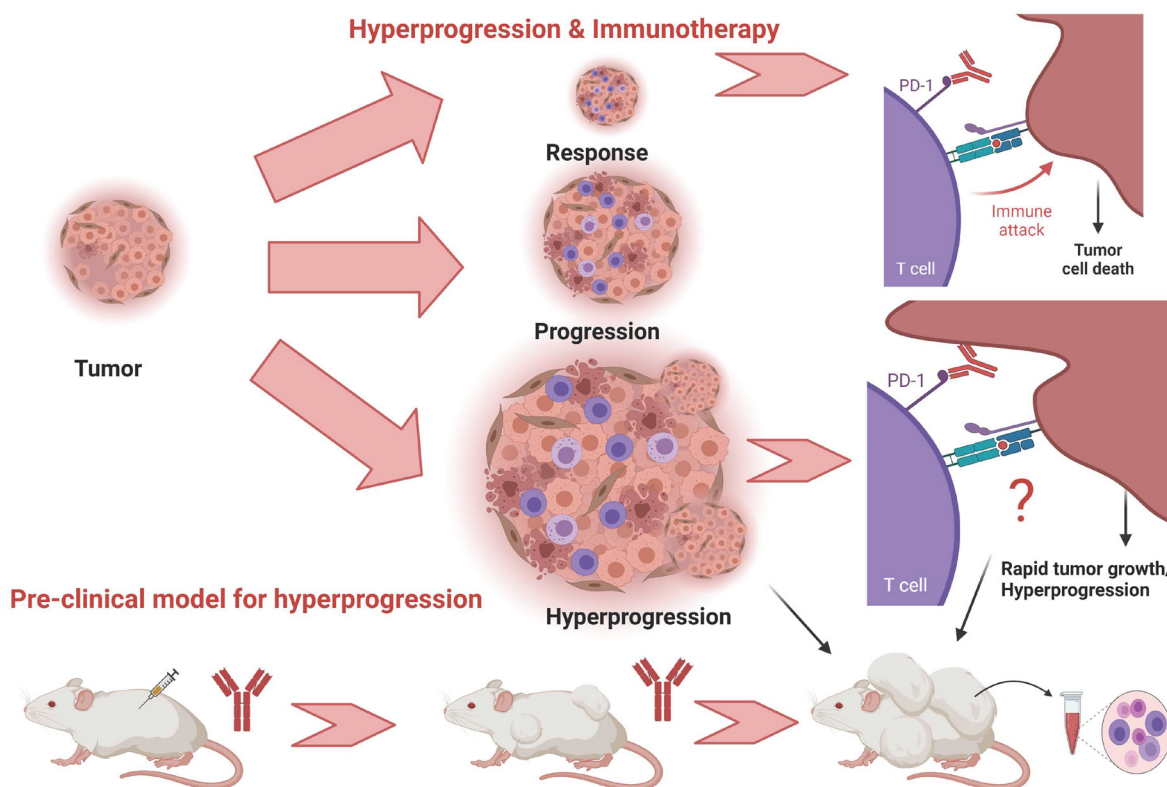 Hyperprogression & Immunotherapy
PD-1
Response
Immune
attack
T cell
Tumor
cell death
Tumor
Progression
PD-1
?
T cell
Rapid tumor growth,
Hyperprogression
Pre-clinical model for hyperprogression
Hyperprogression